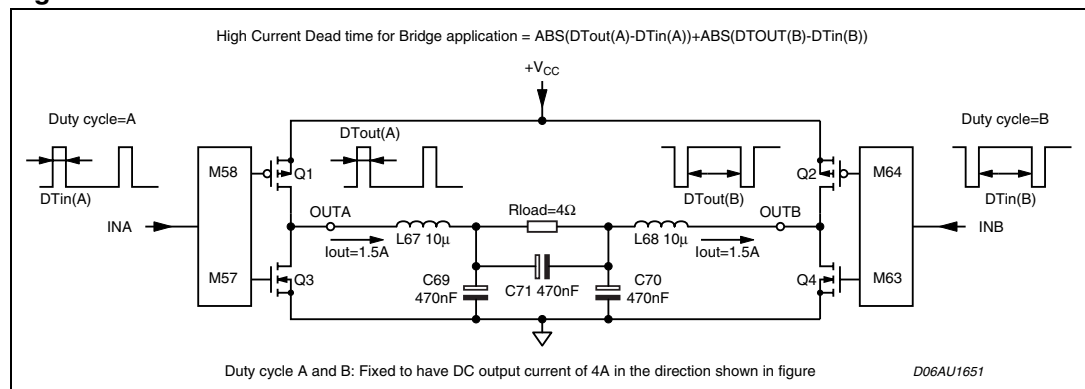 High Current Dead time for Bridge application = ABS(DTout(A)-DTin(A))+ABS(DTOUT(B)-DTin(B))
+VCC
Duty cycle=A
DTin(A)
INA
M58
M57
Q1
Q3
DTout(A)
OUTA
Iout=1.5A
L67 10µ
Rload=4Ω
C69
470nF
C71 470nF
C70
470nF
L68 10µ
Iout=1.5A
DTout(B)
OUTB
Q2
Q4
M64
M63
Duty cycle=B
DTin(B)
INB
Duty cycle A and B: Fixed to have DC output current of 4A in the direction shown in figure
D06AU1651